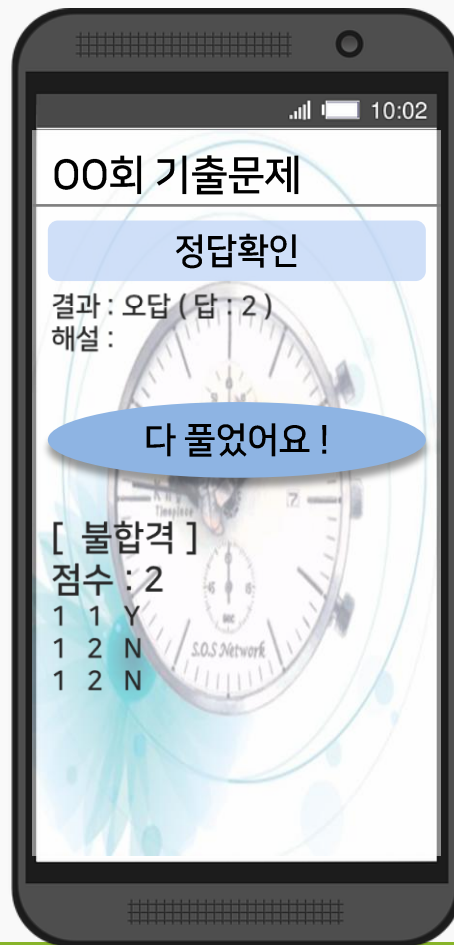 10:02
OO회 기출문제
정답확인
결과 : 오답 ( 답 : 2 )
해설 :
다 풀었어요 !
Timepiece
7
[ 불합격 ]
점수 : 2
1 1 Y
1 2 N
1 2 N
S.O.S Network